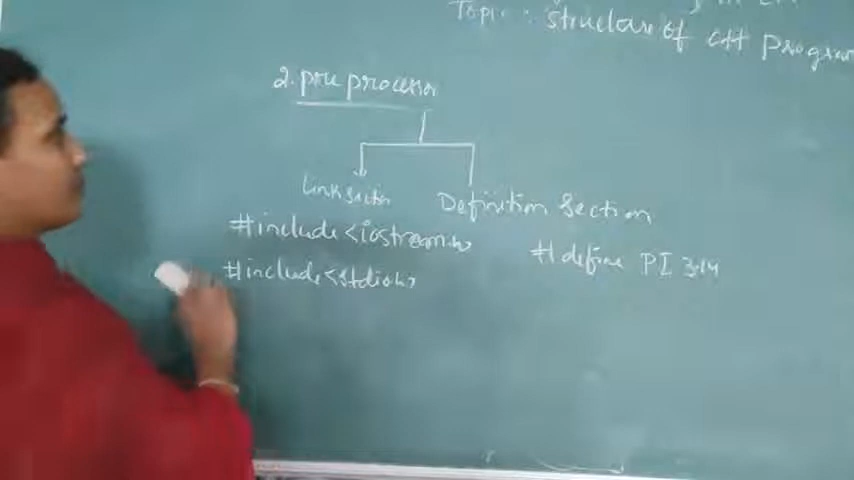 Topic : Structure of C++ Program
2. pre processor
Link Section Definition Section
#include<iostream.h>
#define PI 3.14
#include<stdio.h>